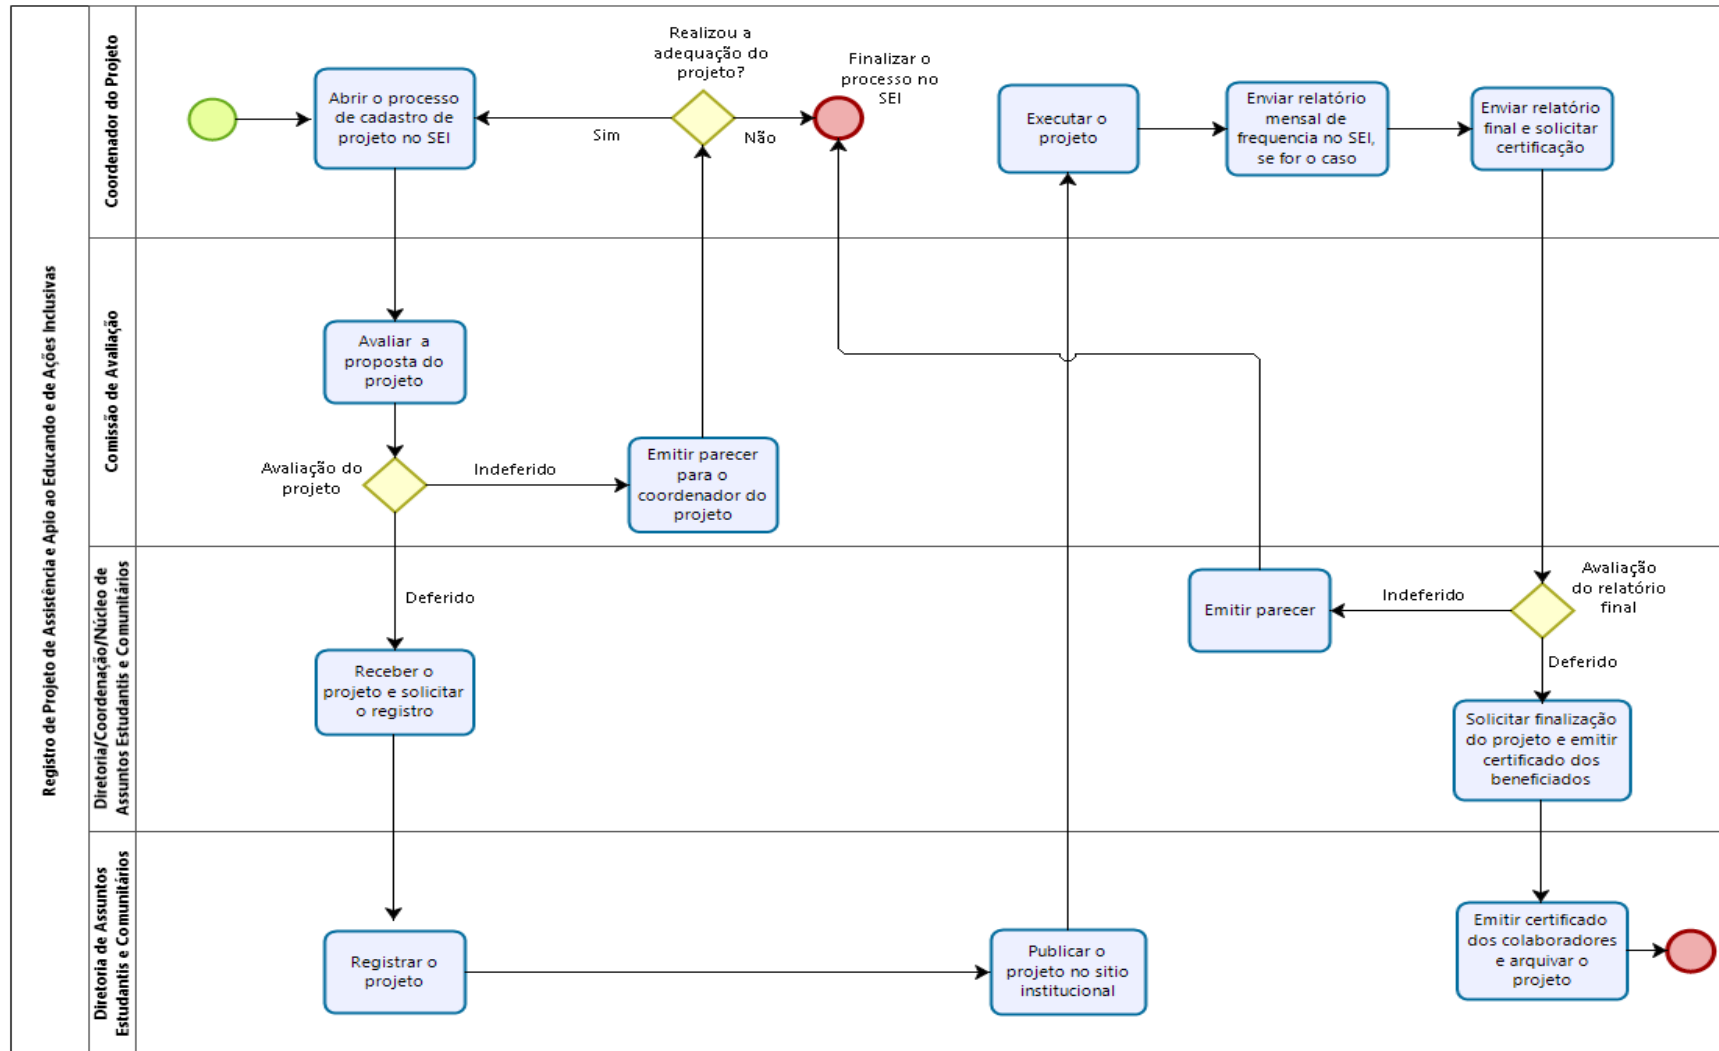 Registro de Projeto de Assistência e Apio ao Educando e de Ações Inclusivas
Coordenador do Projeto
Abrir o processo
de cadastro de
projeto no SEI
Realizou a
adequação do
projeto?
Sim
Não
Finalizar o
processo no
SEI
Executar o
projeto
Enviar relatório
mensal de
frequencia no SEI,
se for o caso
Enviar relatório
final e solicitar
certificação
Comissão de Avaliação
Avaliar a
proposta do
projeto
Avaliação do
projeto
Indeferido
Emitir parecer
para o
coordenador do
projeto
Diretoria/Coordenação/Núcleo de
Assuntos Estudantis e Comunitários
Deferido
Receber o
projeto e solicitar
o registro
Emitir parecer
Indeferido
Avaliação
do relatório
final
Deferido
Solicitar finalização
do projeto e emitir
certificado dos
beneficiados
Diretoria de Assuntos
Estudantis e Comunitários
Registrar o
projeto
Publicar o
projeto no sitio
institucional
Emitir certificado
dos colaboradores
e arquivar o
projeto